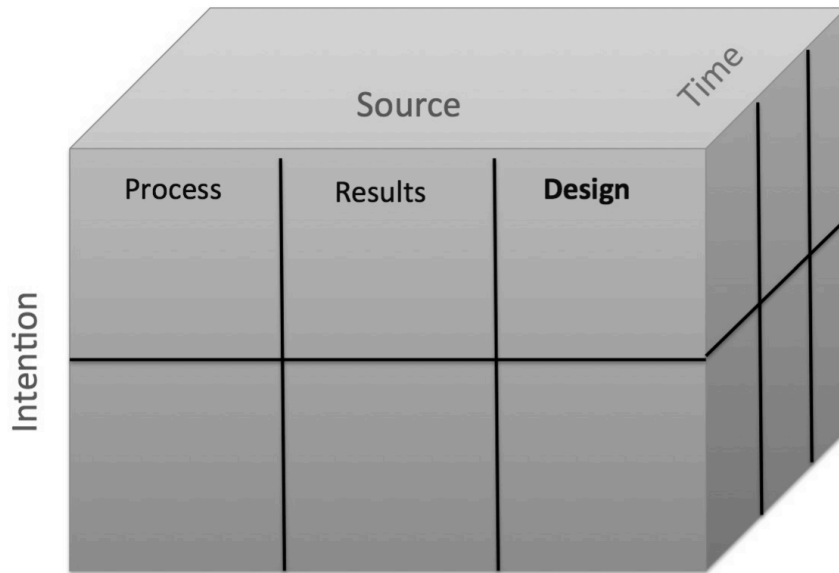 Time
Source
Process
Results
Design
Intention